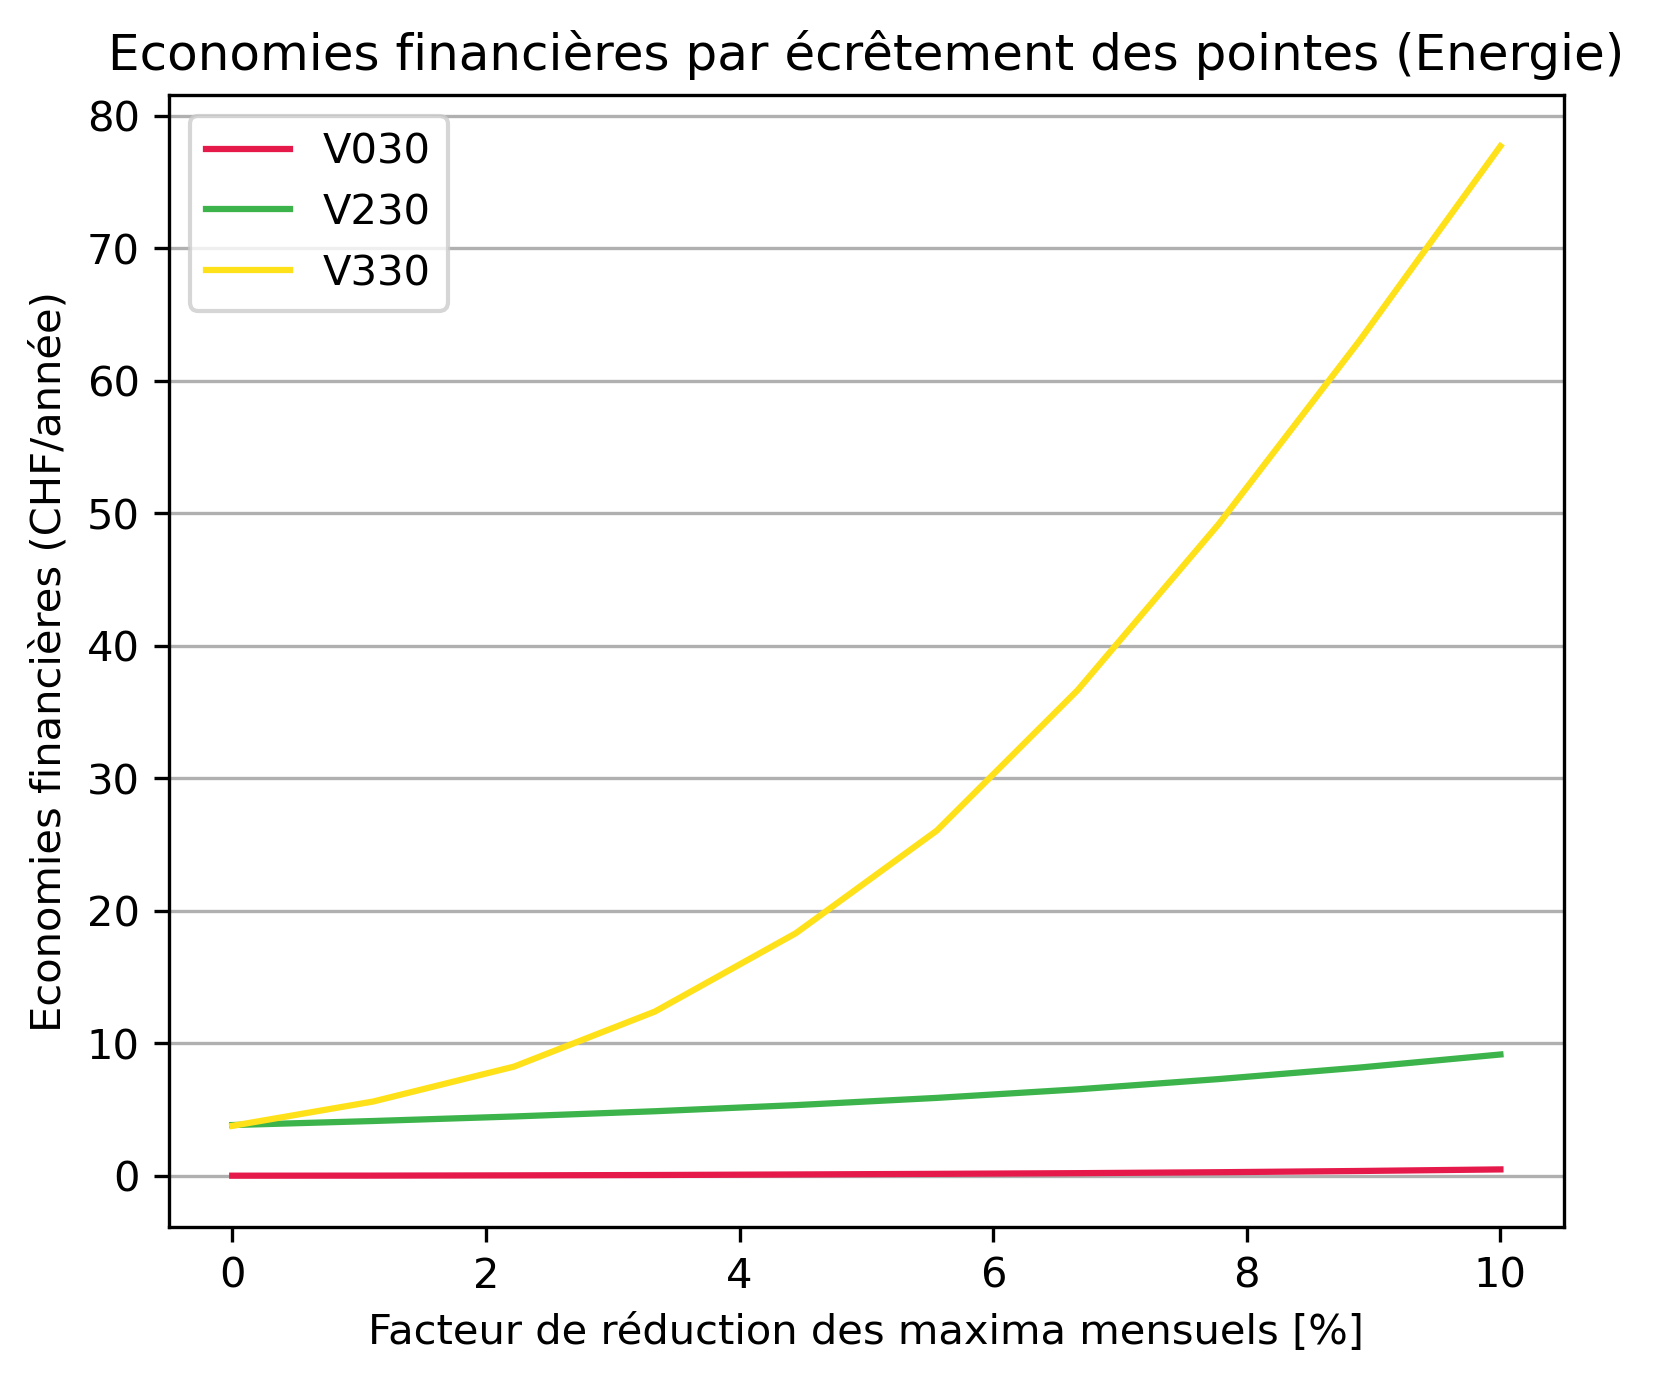 Economies financières par écrêtement des pointes (Energie)
V030
V230
V330
Economies financières (CHF/année)
80
70
60
50
40
30
20
10
0
0 2 4 6 8 10
Facteur de réduction des maxima mensuels [%]